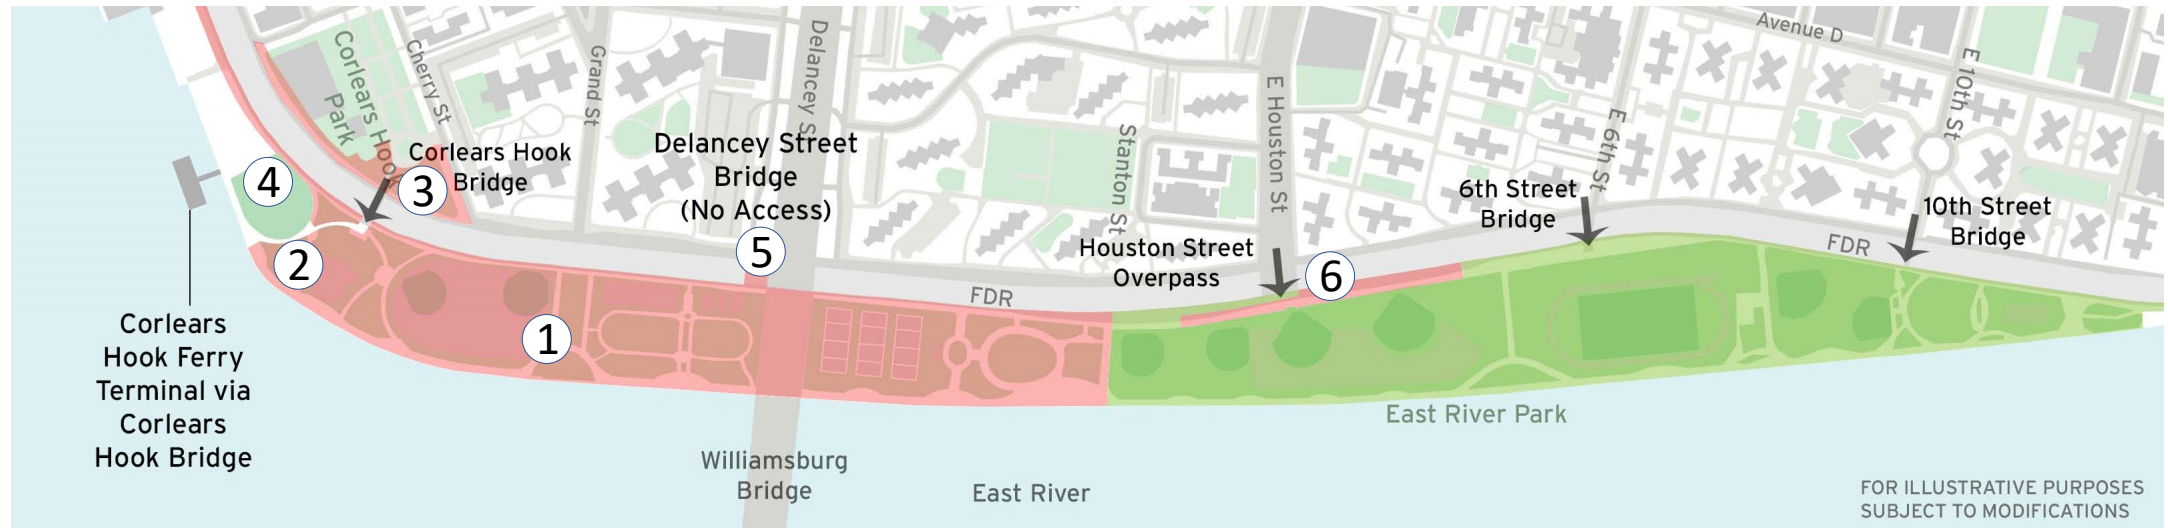 Avenue D
E 10th St
E 6th St
E Houston St
Stanton St
Delancey S
Grand St
Cherry St
Corlears Hook
Park
Corlears Hook
Bridge
Delancey Street
Bridge
(No Access)
Houston Street
Overpass
6th Street
Bridge
10th Street
Bridge
4
3
2
5
6
1
FDR
FDR
Corlears
Hook Ferry
Terminal via
Corlears
Hook Bridge
Williamsburg
Bridge
East River
East River Park
FOR ILLUSTRATIVE PURPOSES
SUBJECT TO MODIFICATIONS